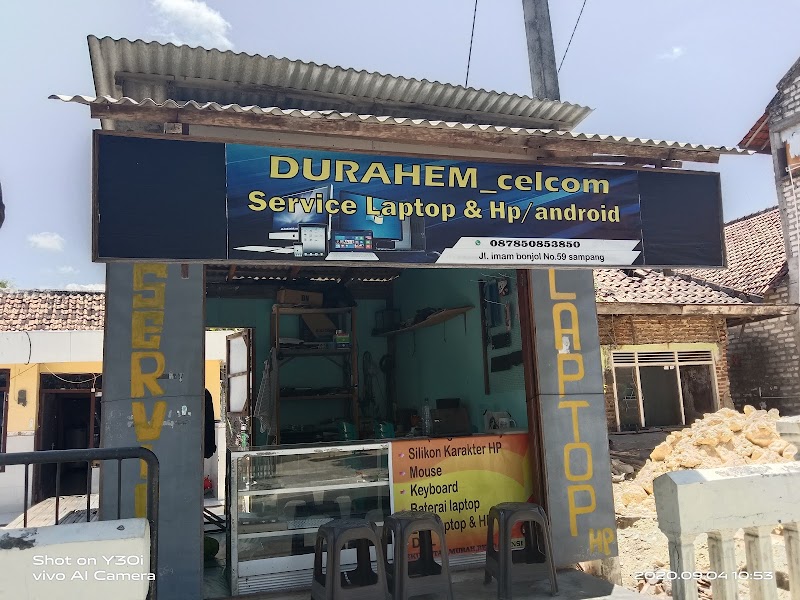 DURAHEM_celcom
Service Laptop & Hp/android
087850853850
Jl. imam bonjol No.59 sampang
SERVI
LAPTOP
HP
- Silikon Karakter HP
- Mouse
- Keyboard
Baterai laptop
Shot on Y30i
vivo AI Camera
2020.09.04 10:53